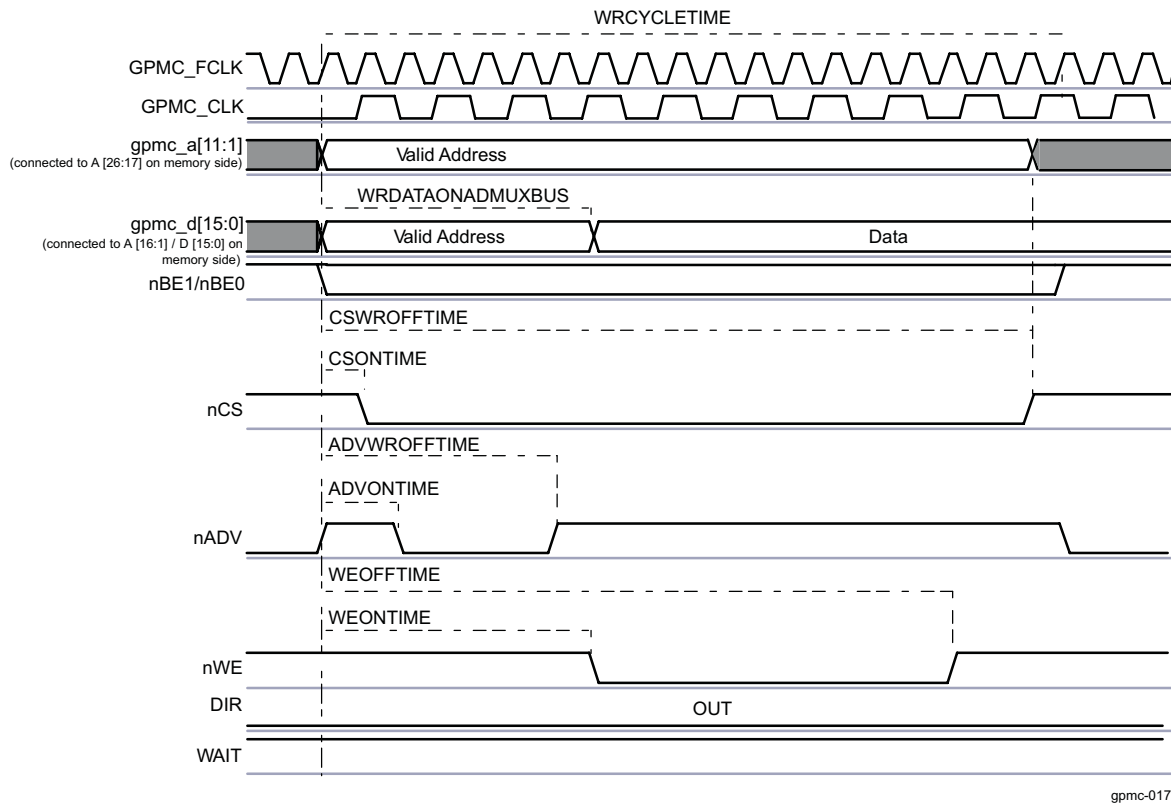 WRCYCLETIME
GPMC_FCLK
GPMC_CLK
gpmc_a[11:1]
(connected to A [26:17] on memory side)
Valid Address
WRDATAONADMUXBUS
gpmc_d[15:0]
(connected to A [16:1] / D [15:0] on
memory side)
Valid Address
Data
nBE1/nBE0
CSWROFFTIME
CSONTIME
nCS
ADVWROFFTIME
ADVONTIME
nADV
WEOFFTIME
WEONTIME
nWE
DIR
OUT
WAIT
gpmc-017